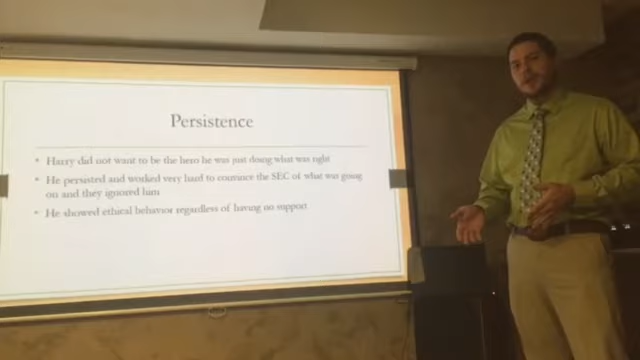 Persistence
• Harry did not want to be the hero he was just doing what was right
• He persisted and worked very hard to convince the SEC of what was going
on and they ignored him
• He showed ethical behavior regardless of having no support